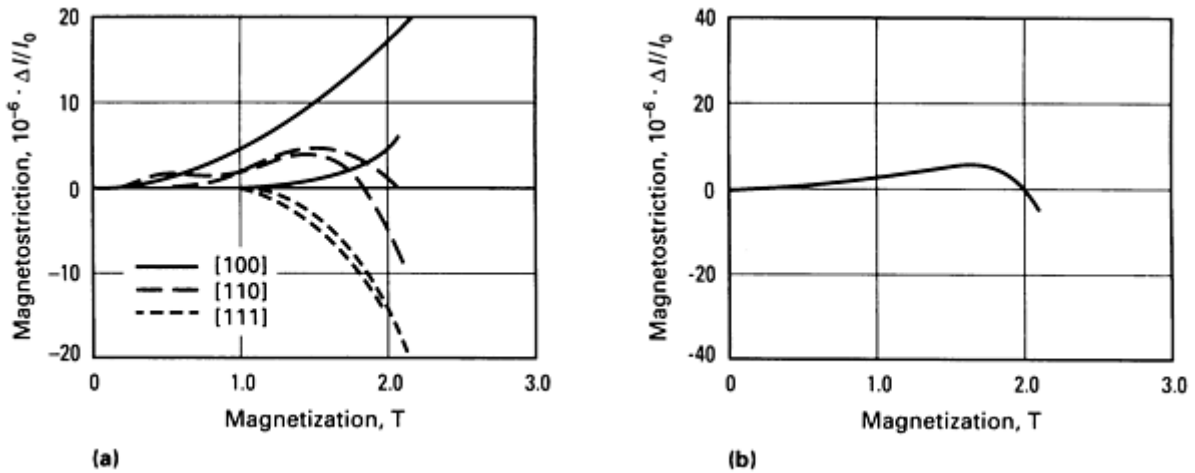 20
10
0
−10
−20
Magnetostriction, 10⁻⁶ · Δl/l₀
[100]
[110]
[111]
0 1.0 2.0 3.0
Magnetization, T
(a)
40
20
0
-20
-40
Magnetostriction, 10⁻⁶ · Δl/l₀
0 1.0 2.0 3.0
Magnetization, T
(b)